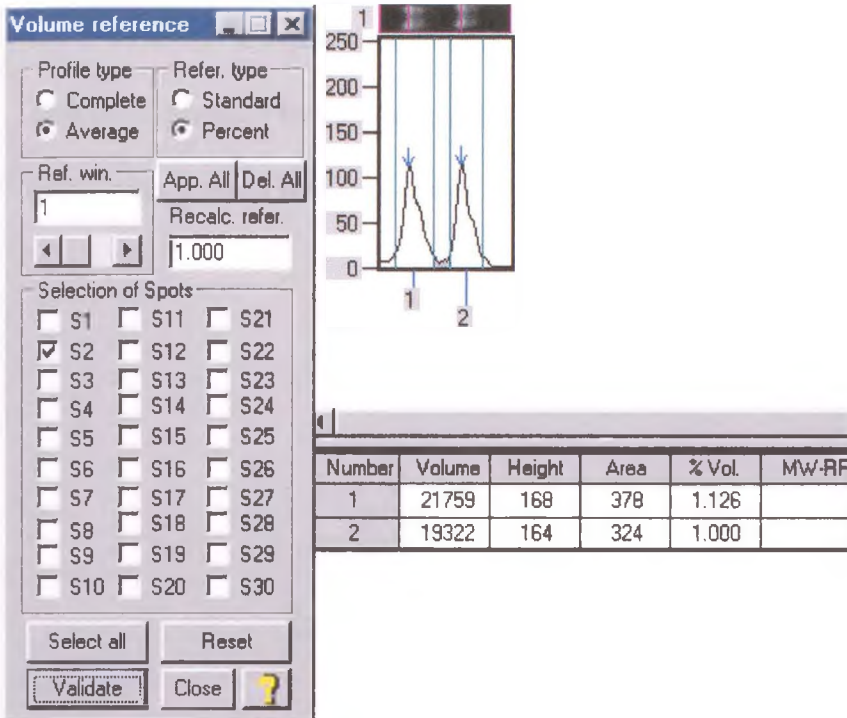 Volume reference
Profile type
Complete
Average
Refer. type
Standard
Percent
Ref. win.
1
App. All
Del. All
Recalc. refer.
1.000
Selection of Spots
S1 S11 S21
S2 S12 S22
S3 S13 S23
S4 S14 S24
S5 S15 S25
S6 S16 S26
S7 S17 S27
S8 S18 S28
S9 S19 S29
S10 S20 S30
Select all Reset
Validate Close ?
1
250
200
150
100
50
0
1
2
Number Volume Height Area % Vol. MW-RF
1 21759 168 378 1.126
2 19322 164 324 1.000